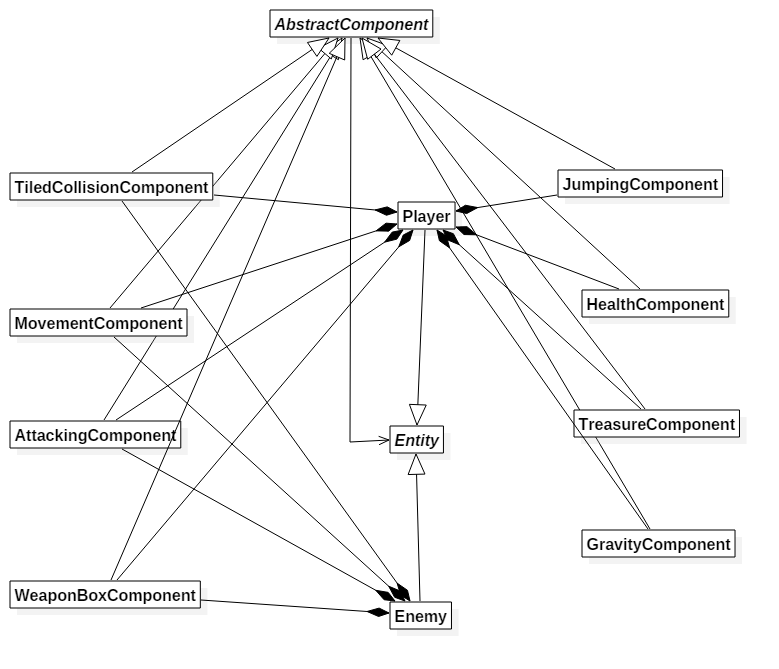 AbstractComponent
TiledCollisionComponent
JumpingComponent
Player
HealthComponent
MovementComponent
TreasureComponent
AttackingComponent
Entity
GravityComponent
WeaponBoxComponent
Enemy